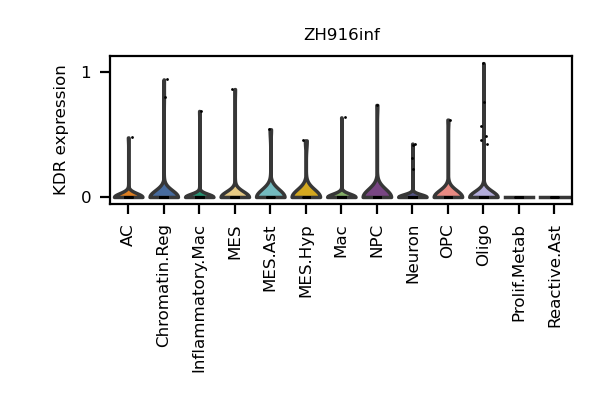 ZH916inf
KDR expression
1
0
AC
Chromatin.Reg
Inflammatory.Mac
MES
MES.Ast
MES.Hyp
Mac
NPC
Neuron
OPC
Oligo
Prolif.Metab
Reactive.Ast